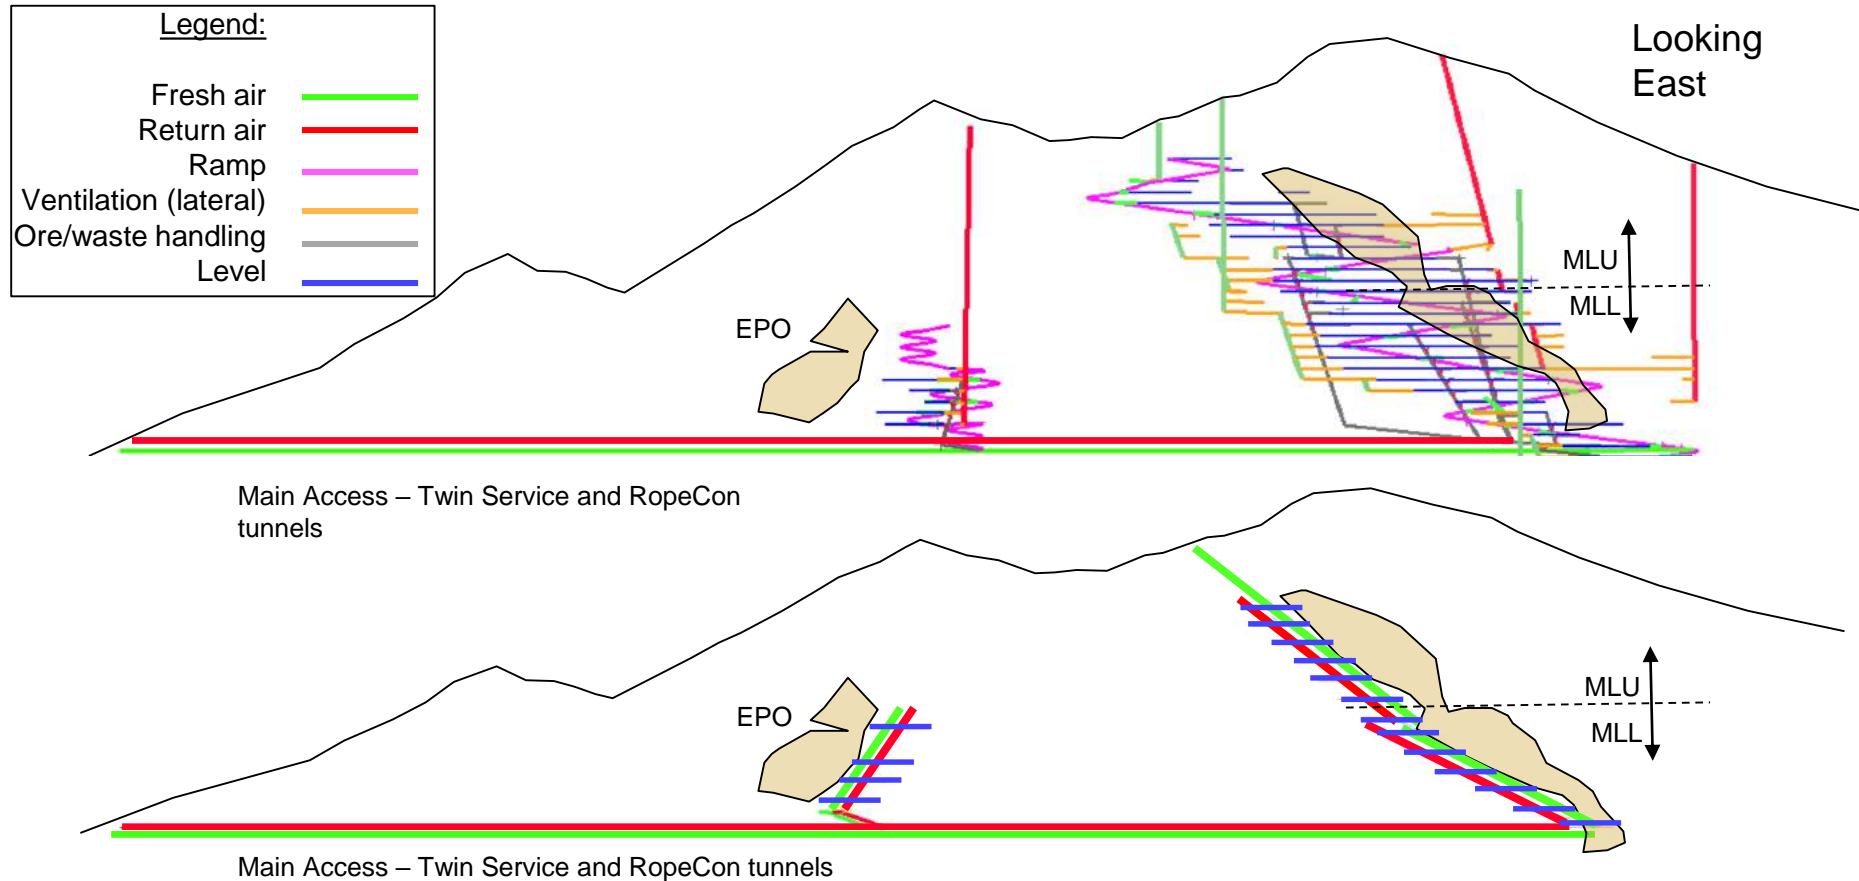 Legend:
Fresh air
Return air
Ramp
Ventilation (lateral)
Ore/waste handling
Level
Looking
East
EPO
MLU
MLL
Main Access – Twin Service and RopeCon
tunnels
EPO
MLU
MLL
Main Access – Twin Service and RopeCon tunnels